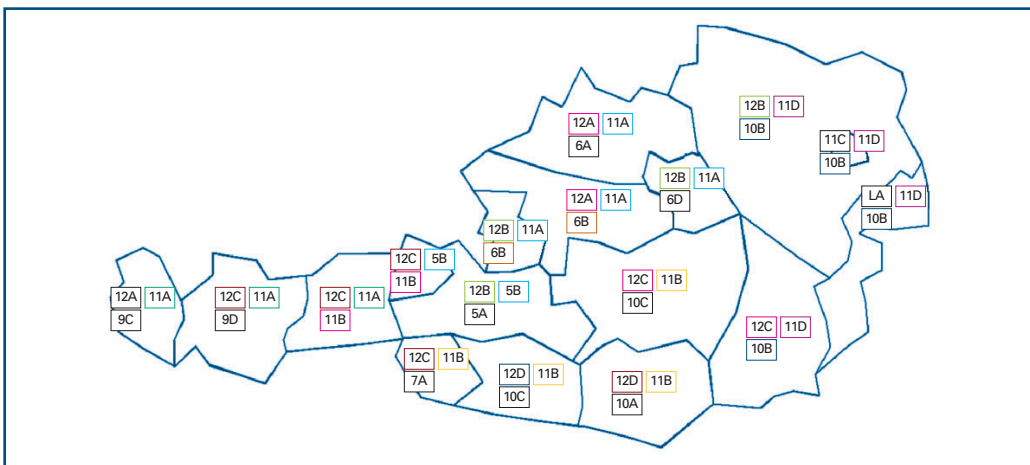 12B 11D
10B
12A 11A
6A
11C 11D
10B
12B 11A
6D
LA 11D
10B
12A 11A
6B
12B 11A
6B
12C 5B
11B
12C 11B
10C
12A 11A
9C
12C 11A
9D
12C 11A
11B
12B 5B
5A
12C 11D
10B
12C 11B
7A
12D 11B
10C
12D 11B
10A